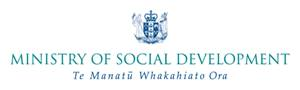 MINISTRY OF SOCIAL DEVELOPMENT
Te Manatū Whakahiato Ora